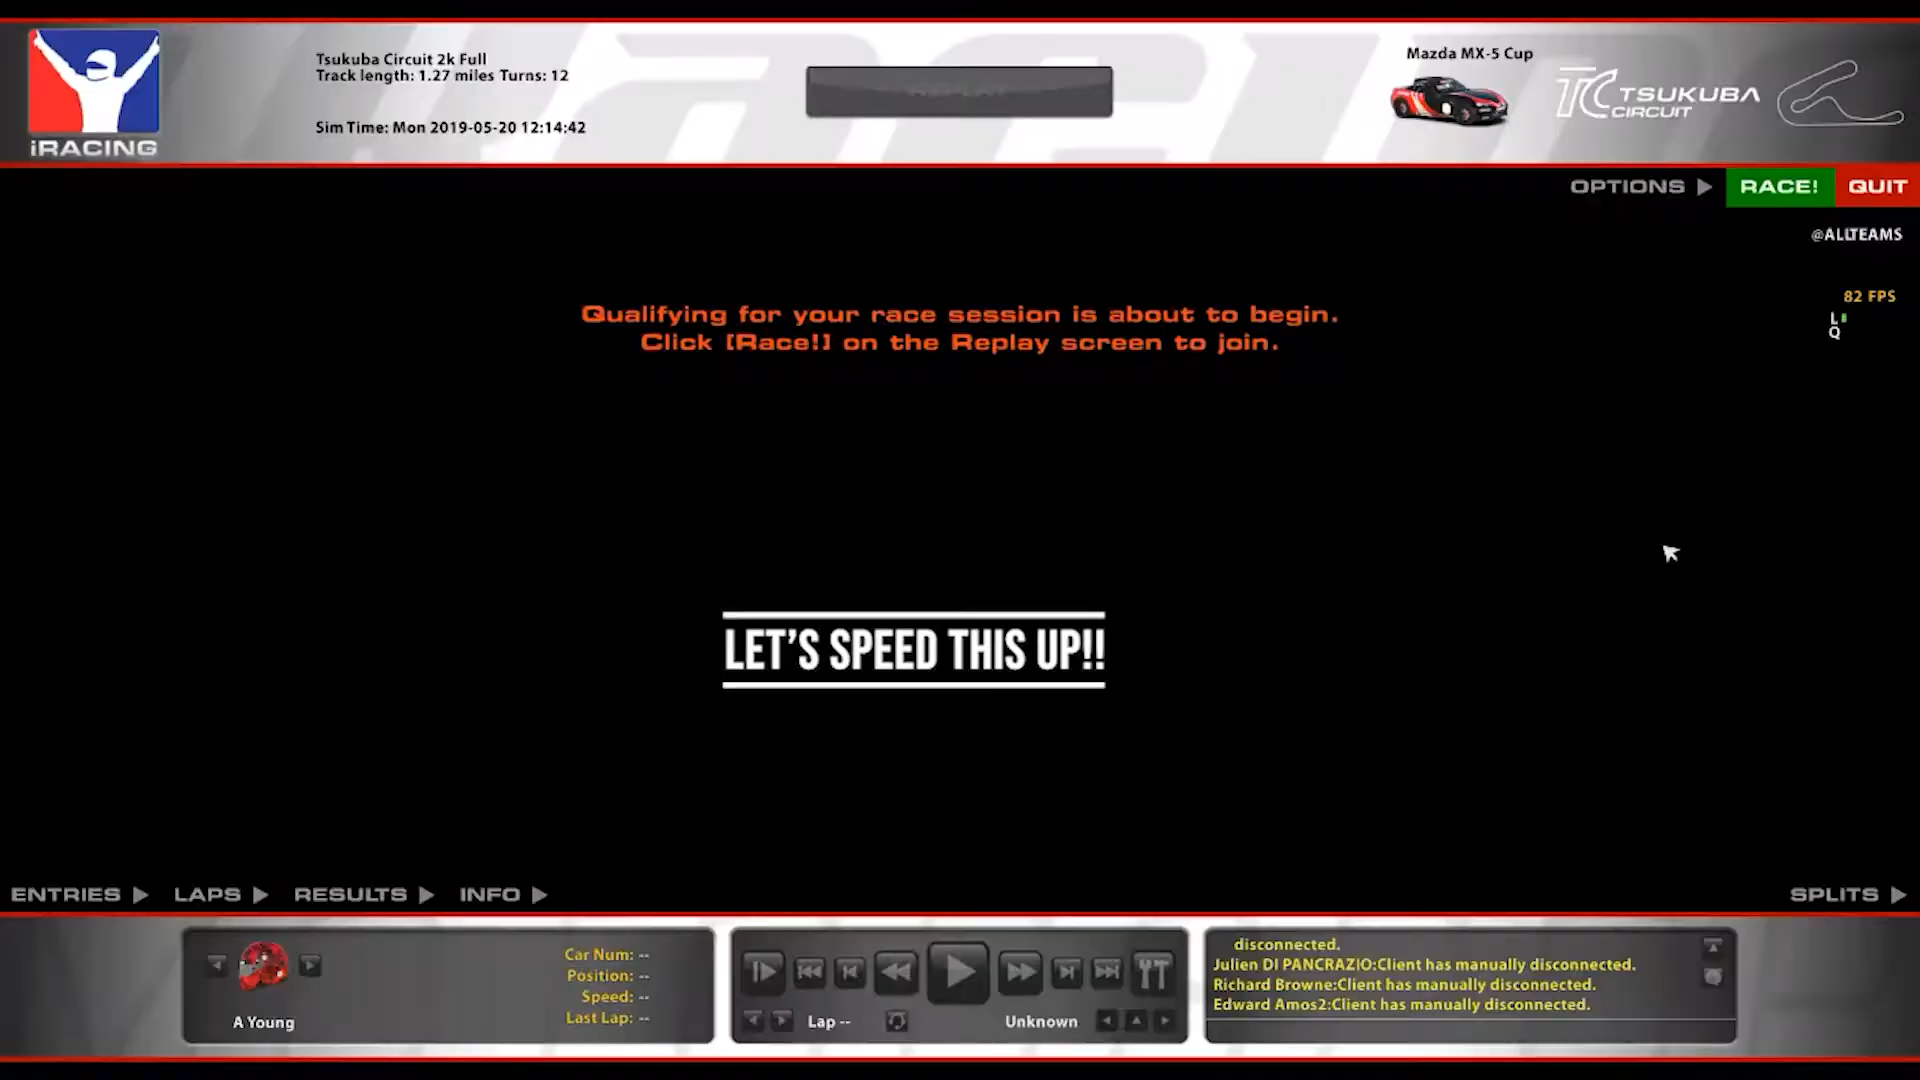 iRACING
Tsukuba Circuit 2k Full
Track length: 1.27 miles Turns: 12
Sim Time: Mon 2019-05-20 12:14:42
REPLAY
Mazda MX-5 Cup
TC TSUKUBA
CIRCUIT
OPTIONS
RACE!
QUIT
@ALLTEAMS
82 FPS
L
Q
Qualifying for your race session is about to begin.
Click [Race!] on the Replay screen to join.
LET'S SPEED THIS UP!!
ENTRIES
LAPS
RESULTS
INFO
SPLITS
A Young
Car Num: --
Position: --
Speed: --
Last Lap: --
Lap --
Unknown
disconnected.
Julien DI PANCRAZIO:Client has manually disconnected.
Richard Browne:Client has manually disconnected.
Edward Amos2:Client has manually disconnected.